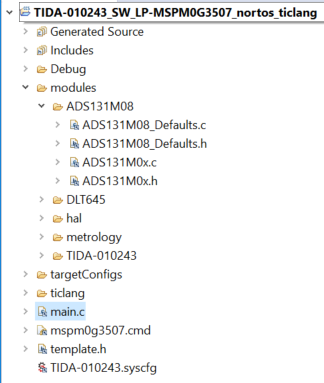 TIDA-010243_SW_LP-MSPM0G3507_nortos_ticlang
Generated Source
Includes
Debug
modules
ADS131M08
ADS131M08_Defaults.c
ADS131M08_Defaults.h
ADS131M0x.c
ADS131M0x.h
DLT645
hal
metrology
TIDA-010243
targetConfigs
ticlang
main.c
mspm0g3507.cmd
template.h
TIDA-010243.syscfg